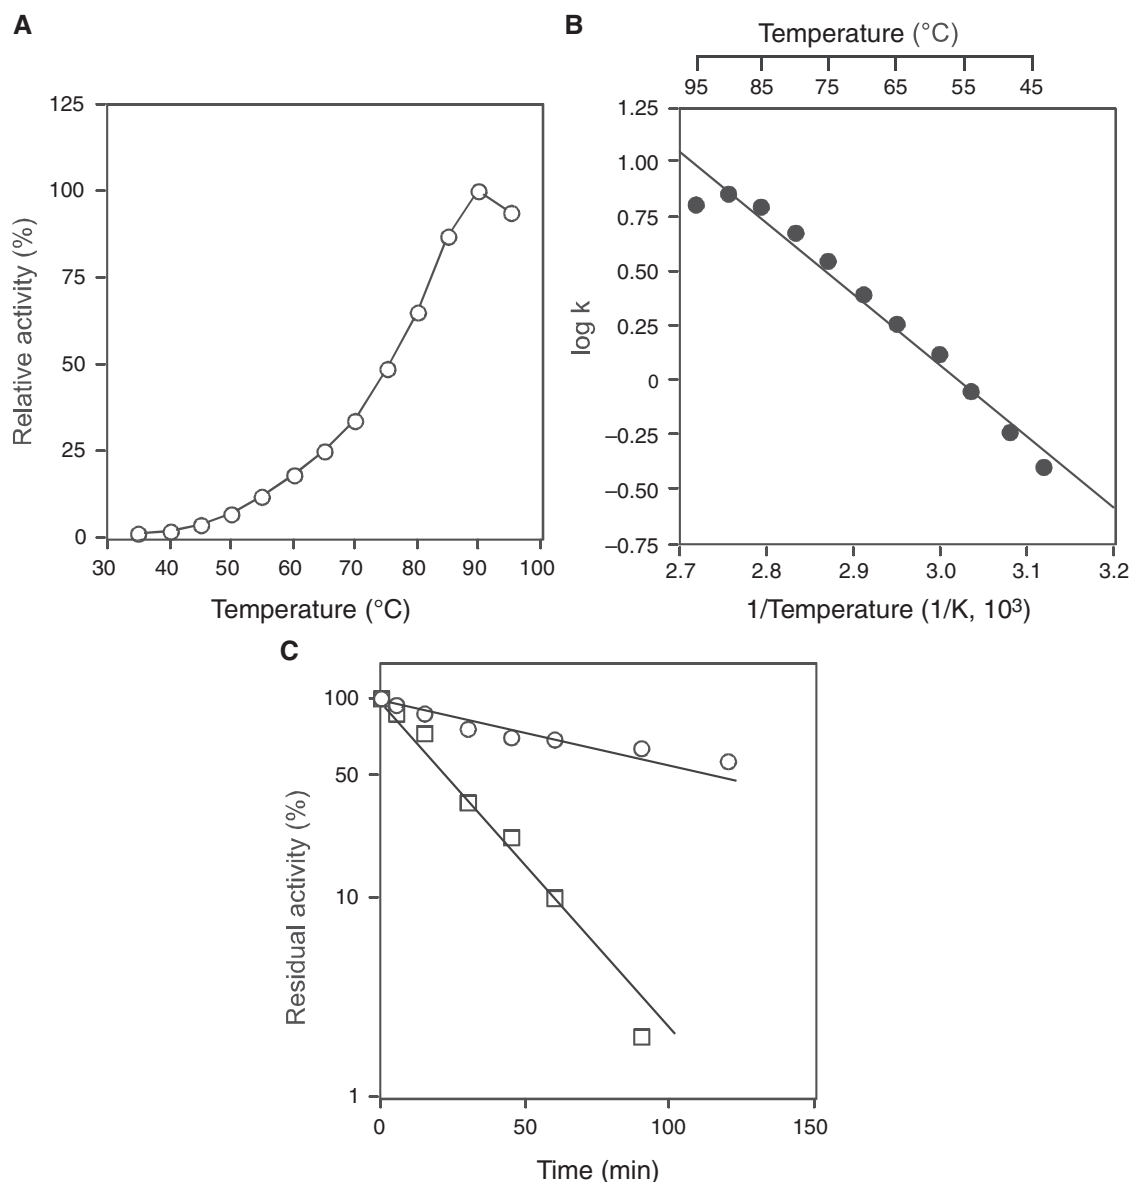 A
125
100
75
50
25
0
30 40 50 60 70 80 90 100
Relative activity (%)
Temperature (°C)
B
Temperature (°C)
95 85 75 65 55 45
1.25
1.00
0.75
0.50
0.25
0
–0.25
–0.50
–0.75
2.7 2.8 2.9 3.0 3.1 3.2
log k
1/Temperature (1/K, 10³)
C
100
50
10
1
0 50 100 150
Residual activity (%)
Time (min)